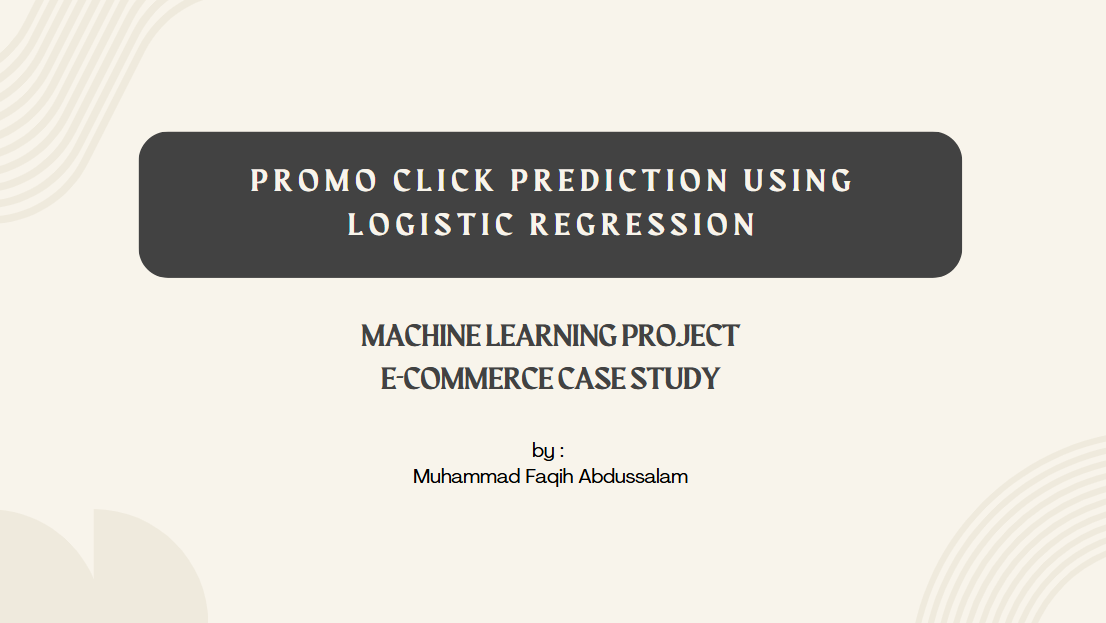 PROMO CLICK PREDICTION USING
LOGISTIC REGRESSION
MACHINE LEARNING PROJECT
E-COMMERCE CASE STUDY
by :
Muhammad Faqih Abdussalam